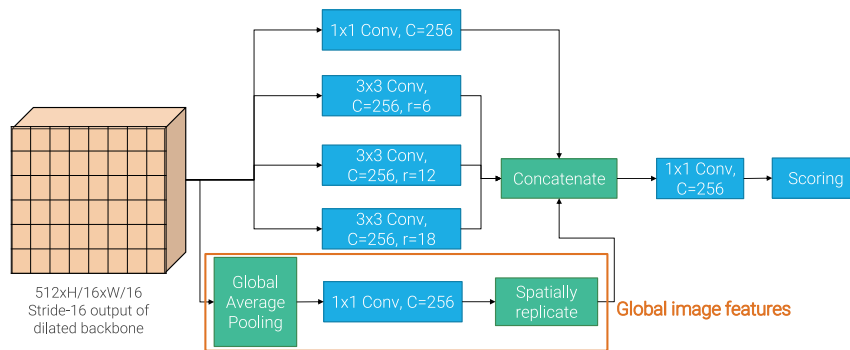 1x1 Conv, C=256
3x3 Conv,
C=256, r=6
3x3 Conv,
C=256, r=12
3x3 Conv,
C=256, r=18
Concatenate
1x1 Conv,
C=256
Scoring
512xH/16xW/16
Stride-16 output of
dilated backbone
Global
Average
Pooling
1x1 Conv, C=256
Spatially
replicate
Global image features